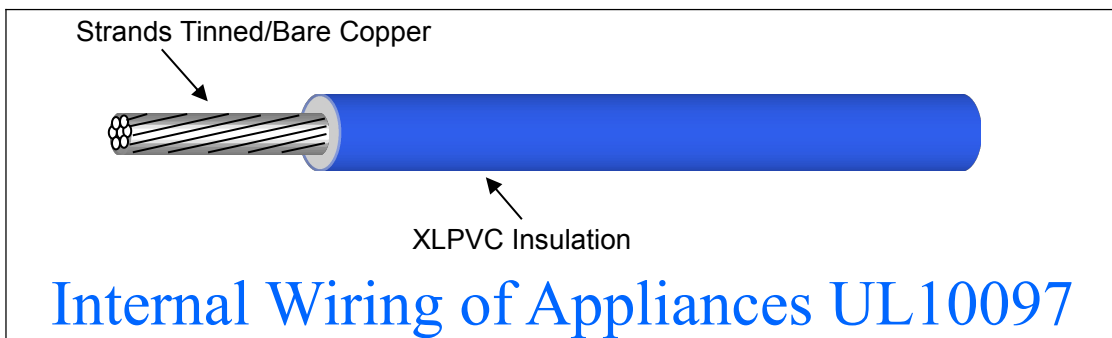 Strands Tinned/Bare Copper
XLPVC Insulation
Internal Wiring of Appliances UL10097